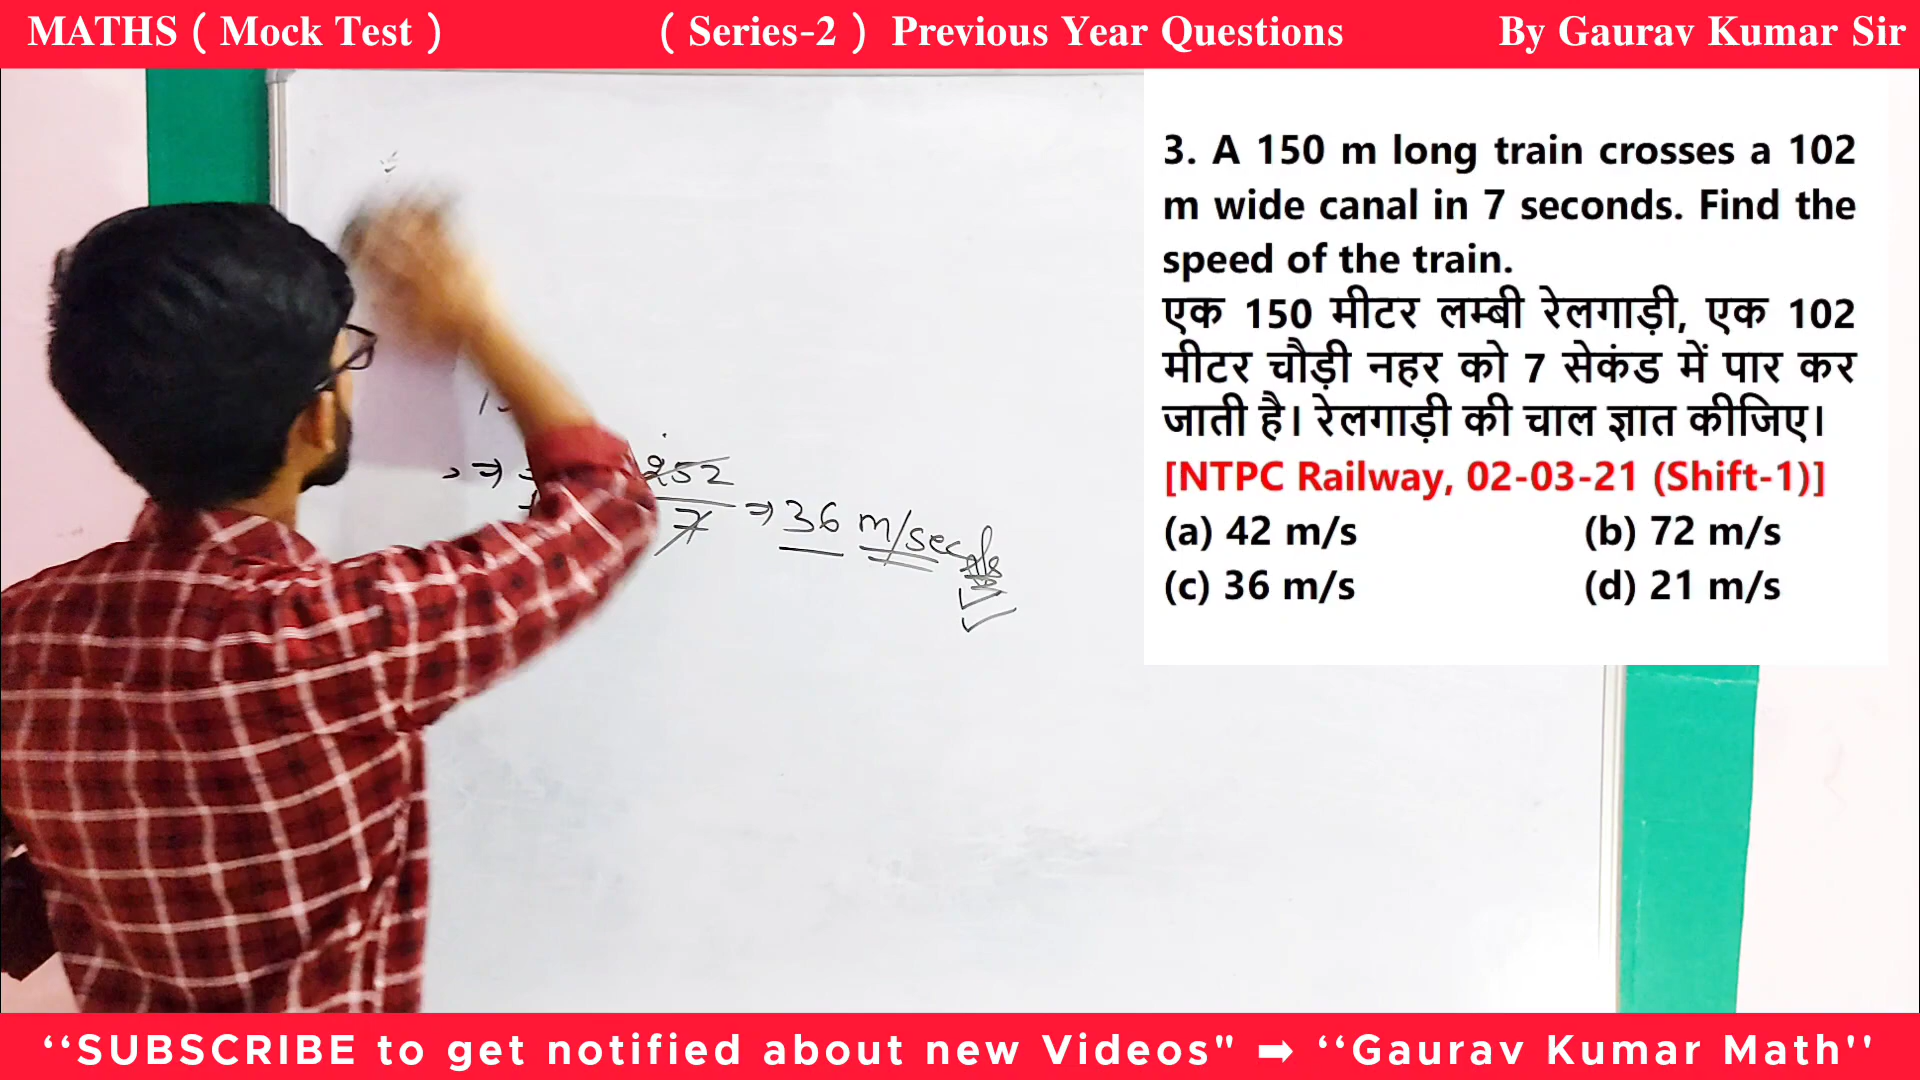 MATHS ( Mock Test ) ( Series-2 ) Previous Year Questions By Gaurav Kumar Sir
3. A 150 m long train crosses a 102
m wide canal in 7 seconds. Find the
speed of the train.
एक 150 मीटर लम्बी रेलगाड़ी, एक 102
मीटर चौड़ी नहर को 7 सेकंड में पार कर
जाती है। रेलगाड़ी की चाल ज्ञात कीजिए।
[NTPC Railway, 02-03-21 (Shift-1)]
(a) 42 m/s (b) 72 m/s
(c) 36 m/s (d) 21 m/s
252
7 ⇒ 36 m/sec
‘‘SUBSCRIBE to get notified about new Videos" ➡ ‘‘Gaurav Kumar Math''